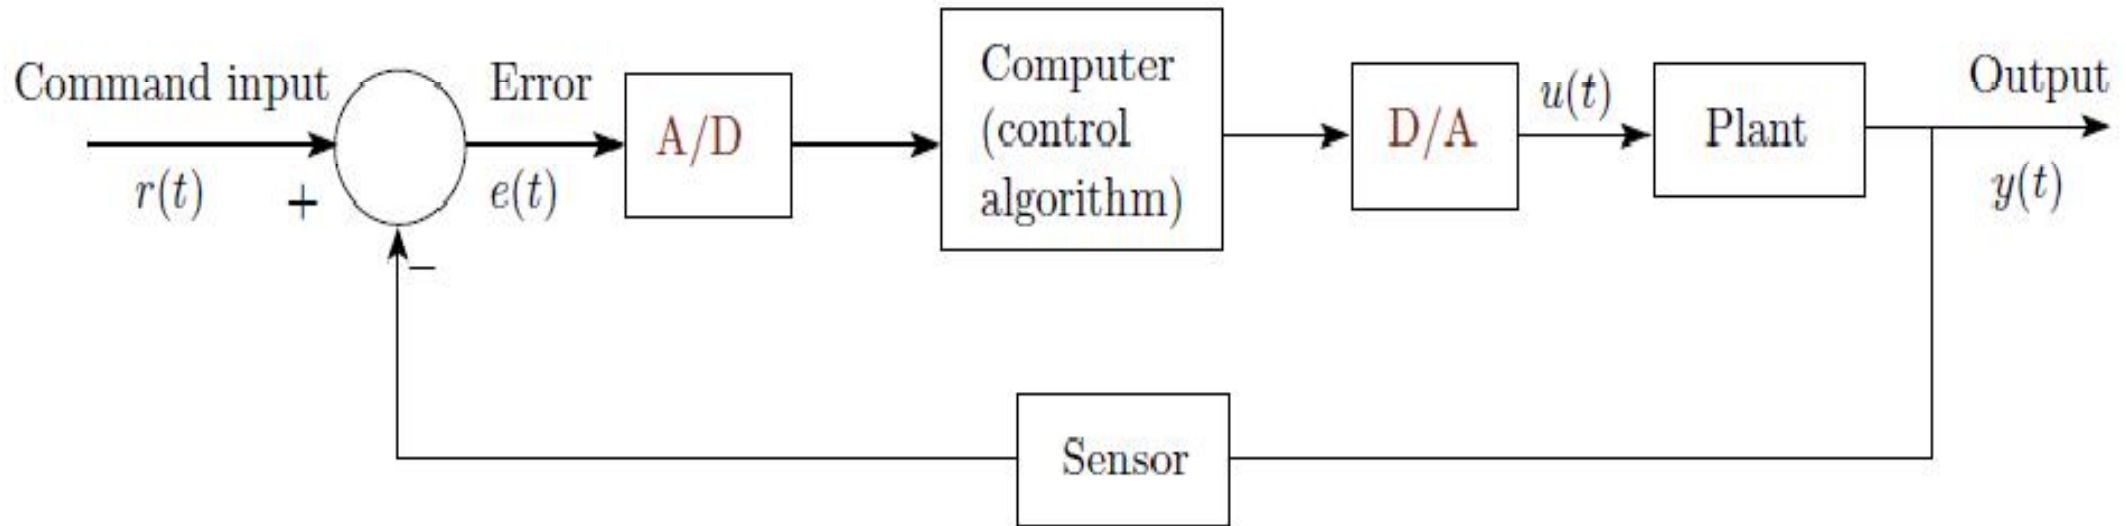 Command input
r(t)
+
−
Error
e(t)
A/D
Computer
(control
algorithm)
D/A
u(t)
Plant
Output
y(t)
Sensor